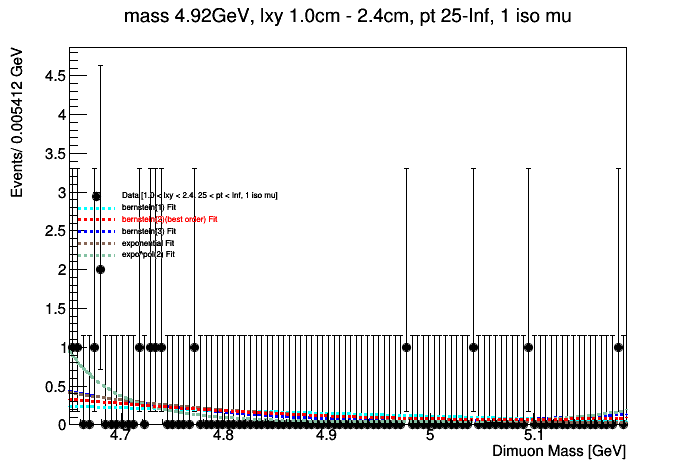 mass 4.92GeV, lxy 1.0cm - 2.4cm, pt 25-Inf, 1 iso mu
Events/ 0.005412 GeV
4.5
4
3.5
3
2.5
2
1.5
1
0.5
0
Data [1.0 < lxy < 2.4, 25 < pt < Inf, 1 iso mu]
bernstein(1) Fit
bernstein(2)(best order) Fit
bernstein(3) Fit
exponential Fit
expo*pol(2) Fit
4.7
4.8
4.9
5
5.1
Dimuon Mass [GeV]